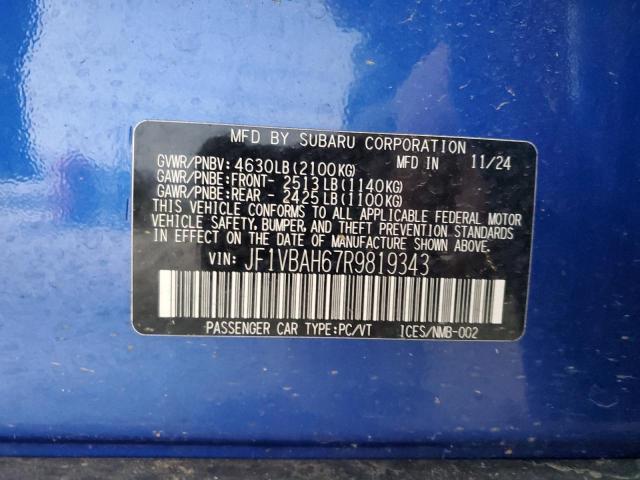 MFD BY SUBARU CORPORATION
GVWR/PNBV: 4630LB(2100KG) MFD IN 11/24
GAWR/PNBE:FRONT- 2513LB(1140KG)
GAWR/PNBE:REAR - 2425LB(1100KG)
THIS VEHICLE CONFORMS TO ALL APPLICABLE FEDERAL MOTOR
VEHICLE SAFETY, BUMPER, AND THEFT PREVENTION STANDARDS
IN EFFECT ON THE DATE OF MANUFACTURE SHOWN ABOVE.
VIN: JF1VBAH67R9819343
PASSENGER CAR TYPE:PC/VT ICES/NMB-002